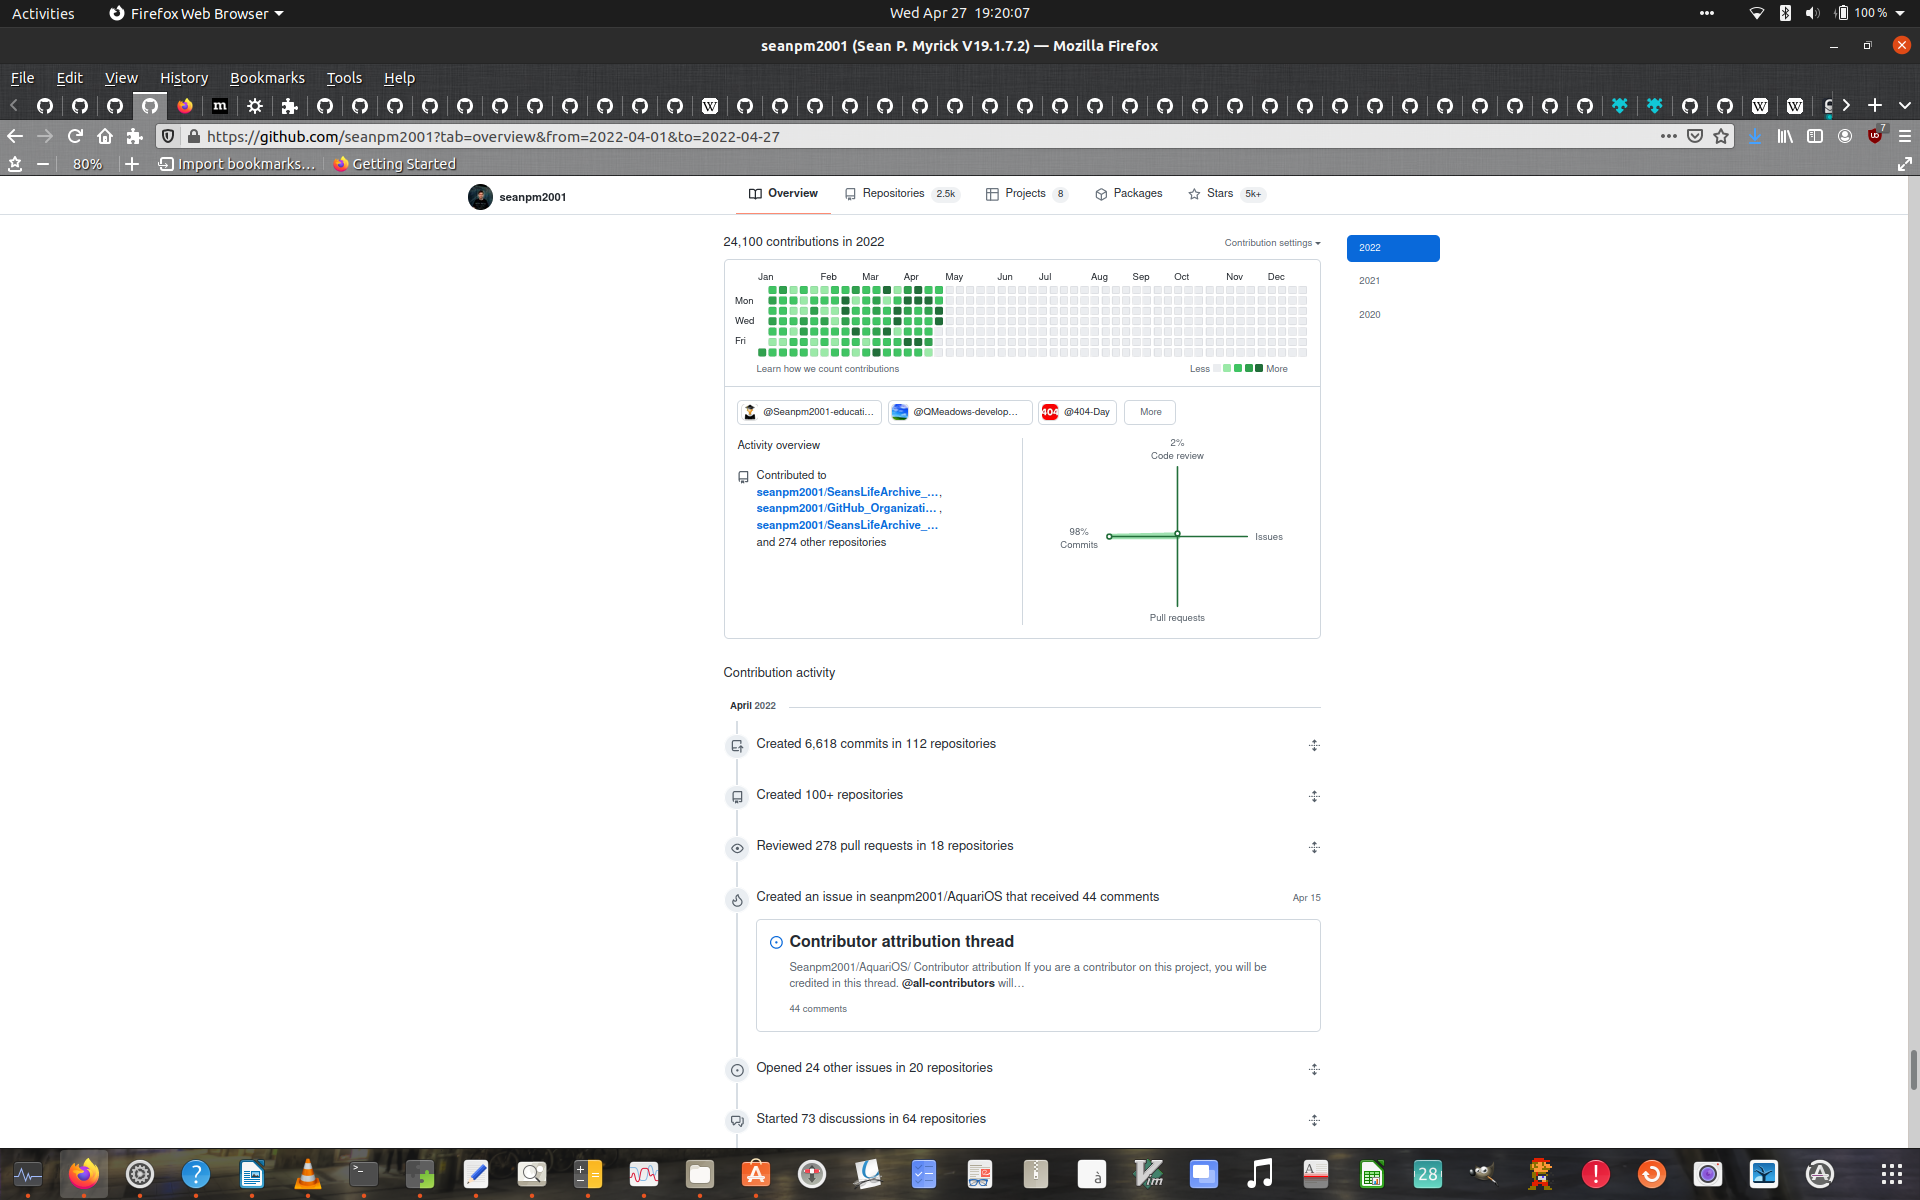 Activities
Firefox Web Browser
Wed Apr 27 19:20:07
100 %
seanpm2001 (Sean P. Myrick V19.1.7.2) — Mozilla Firefox
File Edit View History Bookmarks Tools Help
https://github.com/seanpm2001?tab=overview&from=2022-04-01&to=2022-04-27
7
80%
Import bookmarks…
Getting Started
seanpm2001
Overview
Repositories 2.5k
Projects 8
Packages
Stars 5k+
24,100 contributions in 2022
Contribution settings
2022
2021
2020
Jan Feb Mar Apr May Jun Jul Aug Sep Oct Nov Dec
Mon
Wed
Fri
Learn how we count contributions
Less
More
@Seanpm2001-educati…
@QMeadows-develop…
404 @404-Day
More
Activity overview
Contributed to
seanpm2001/SeansLifeArchive_…,
seanpm2001/GitHub_Organizati… ,
seanpm2001/SeansLifeArchive_…
and 274 other repositories
2%
Code review
98%
Commits
Issues
Pull requests
Contribution activity
April 2022
Created 6,618 commits in 112 repositories
Created 100+ repositories
Reviewed 278 pull requests in 18 repositories
Created an issue in seanpm2001/AquariOS that received 44 comments
Apr 15
Contributor attribution thread
Seanpm2001/AquariOS/ Contributor attribution If you are a contributor on this project, you will be
credited in this thread. @all-contributors will…
44 comments
Opened 24 other issues in 20 repositories
Started 73 discussions in 64 repositories
28